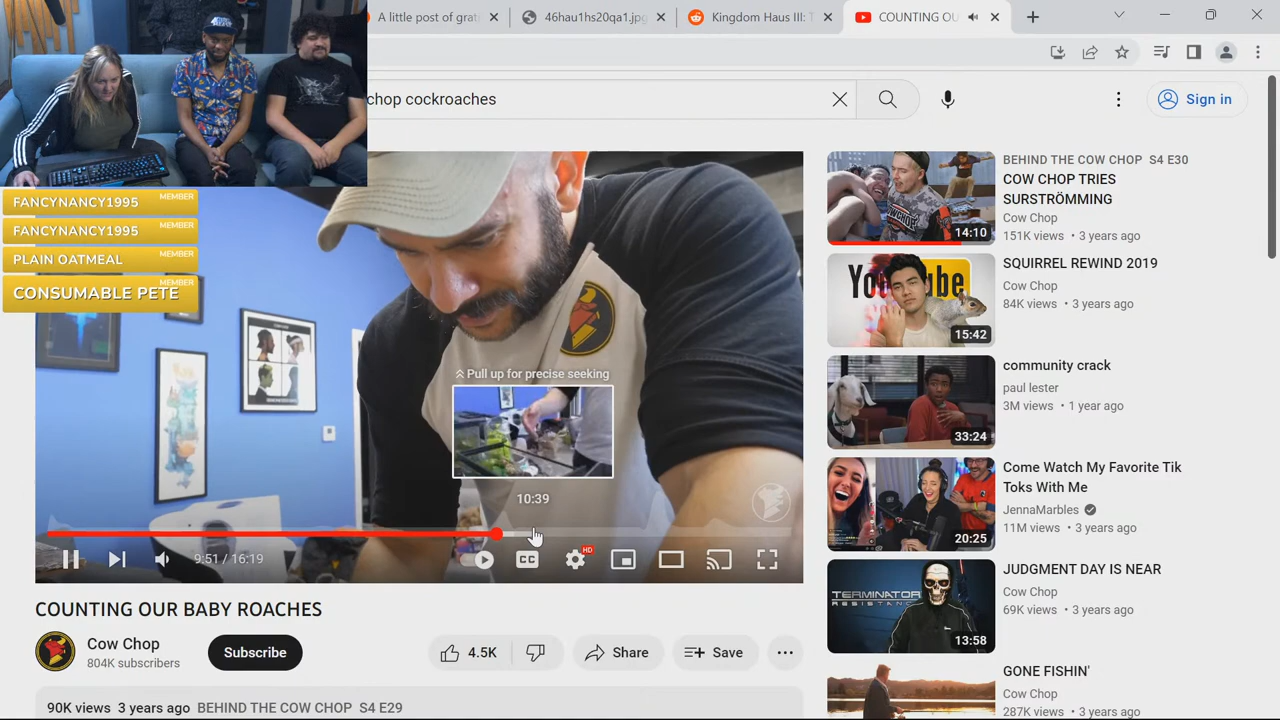 A little post of grat
46hau1hs20qa1.jpg
Kingdom Haus III: T
COUNTING OU
chop cockroaches
Sign in
FANCYNANCY1995 MEMBER
FANCYNANCY1995 MEMBER
PLAIN OATMEAL MEMBER
CONSUMABLE PETE MEMBER
Pull up for precise seeking
10:39
9:51 / 16:19
CC
HD
COUNTING OUR BABY ROACHES
Cow Chop
804K subscribers
Subscribe
4.5K
Share
Save
90K views 3 years ago BEHIND THE COW CHOP S4 E29
14:10
BEHIND THE COW CHOP S4 E30
COW CHOP TRIES
SURSTRÖMMING
Cow Chop
151K views • 3 years ago
YouTube
15:42
SQUIRREL REWIND 2019
Cow Chop
84K views • 3 years ago
33:24
community crack
paul lester
3M views • 1 year ago
20:25
Come Watch My Favorite Tik
Toks With Me
JennaMarbles
11M views • 3 years ago
TERMINATOR
RESISTANCE
13:58
JUDGMENT DAY IS NEAR
Cow Chop
69K views • 3 years ago
GONE FISHIN'
Cow Chop
287K views • 3 years ago